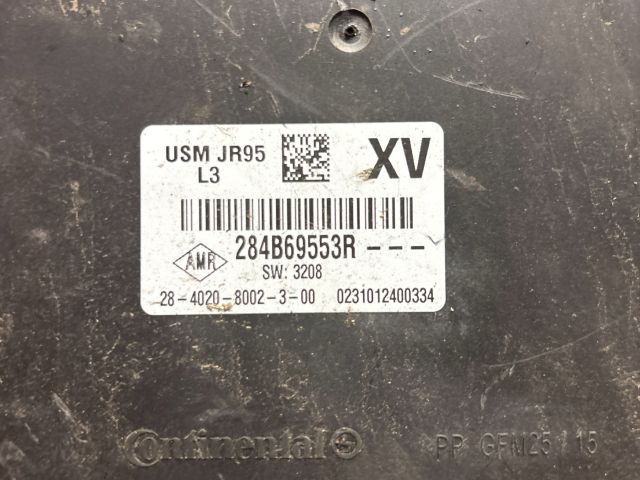 USM JR95 XV
L3
AMR 284B69553R ---
SW: 3208
28-4020-8002-3-00 0231012400334
Continental
PP GFM25 / 15